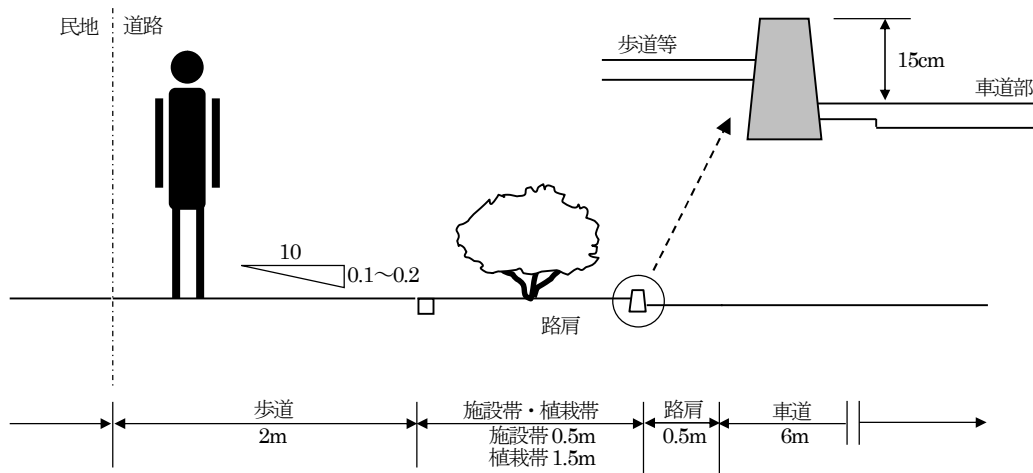 民地 道路
歩道等
15cm
車道部
10
0.1～0.2
路肩
歩道
2m
施設帯・植栽帯
施設帯 0.5m
植栽帯 1.5m
路肩
0.5m
車道
6m